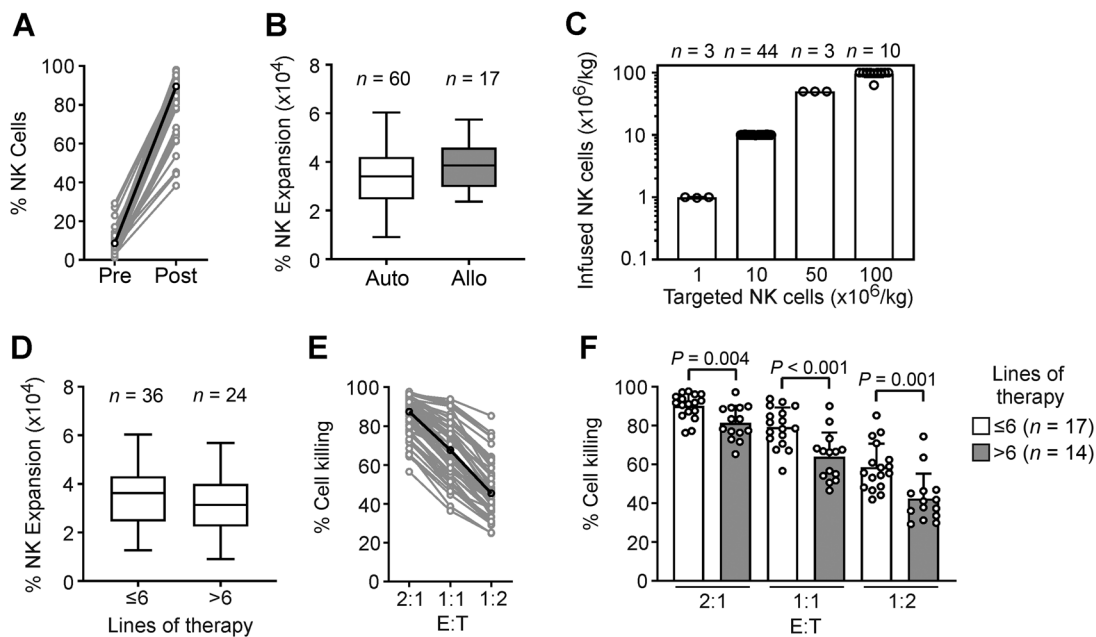 A
% NK Cells
100
80
60
40
20
0
Pre Post
B
% NK Expansion (x10⁴)
8
6
4
2
0
n = 60 n = 17
Auto Allo
C
Infused NK cells (x10⁶/kg)
n = 3 n = 44 n = 3 n = 10
100
10
1
0.1
1 10 50 100
Targeted NK cells (x10⁶/kg)
D
% NK Expansion (x10⁴)
8
6
4
2
0
n = 36 n = 24
≤6 >6
Lines of therapy
E
% Cell killing
100
80
60
40
20
0
2:1 1:1 1:2
E:T
F
% Cell killing
100
80
60
40
20
0
P = 0.004 P < 0.001 P = 0.001
2:1 1:1 1:2
E:T
Lines of
therapy
≤6 (n = 17)
>6 (n = 14)